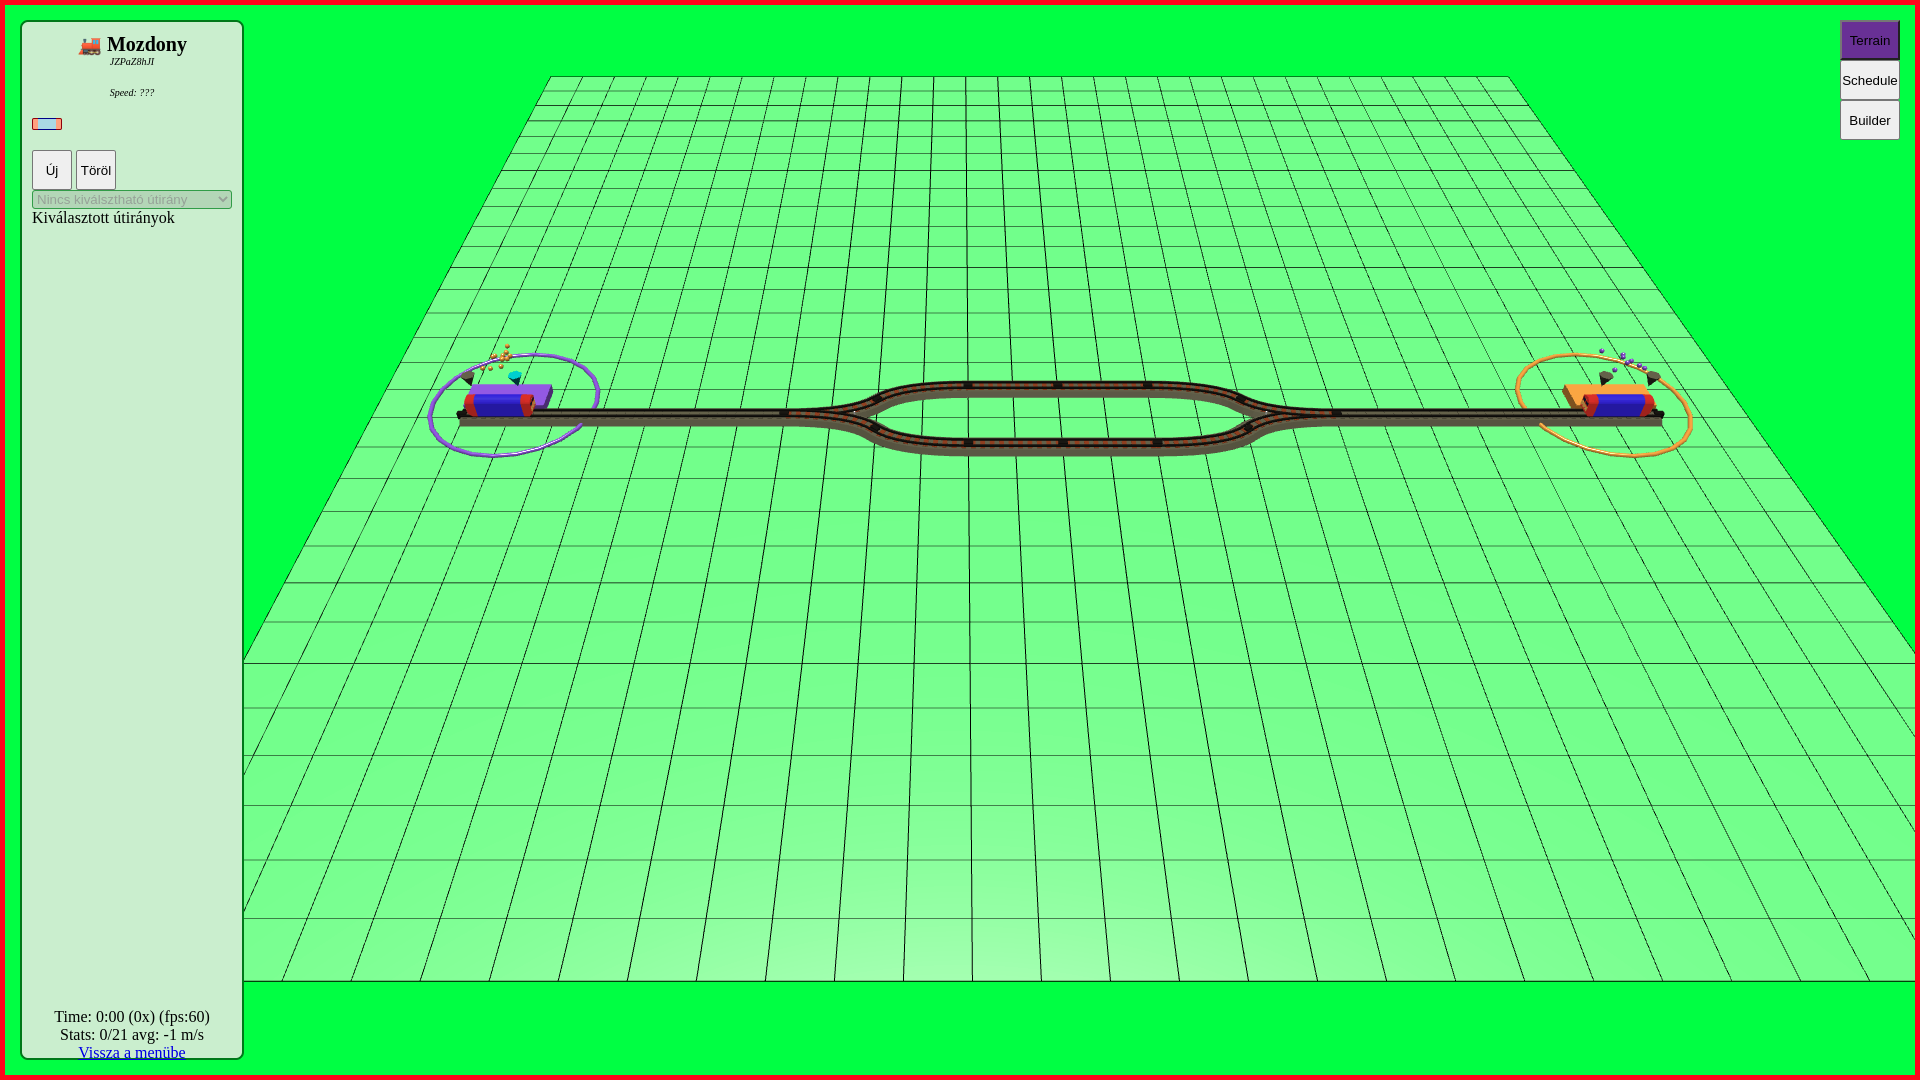 🚂 Mozdony
JZPaZ8hJI
Speed: ???
Új Töröl
Nincs kiválsztható útirány
Kiválasztott útirányok
Time: 0:00 (0x) (fps:60)
Stats: 0/21 avg: -1 m/s
Vissza a menübe
Terrain
Schedule
Builder